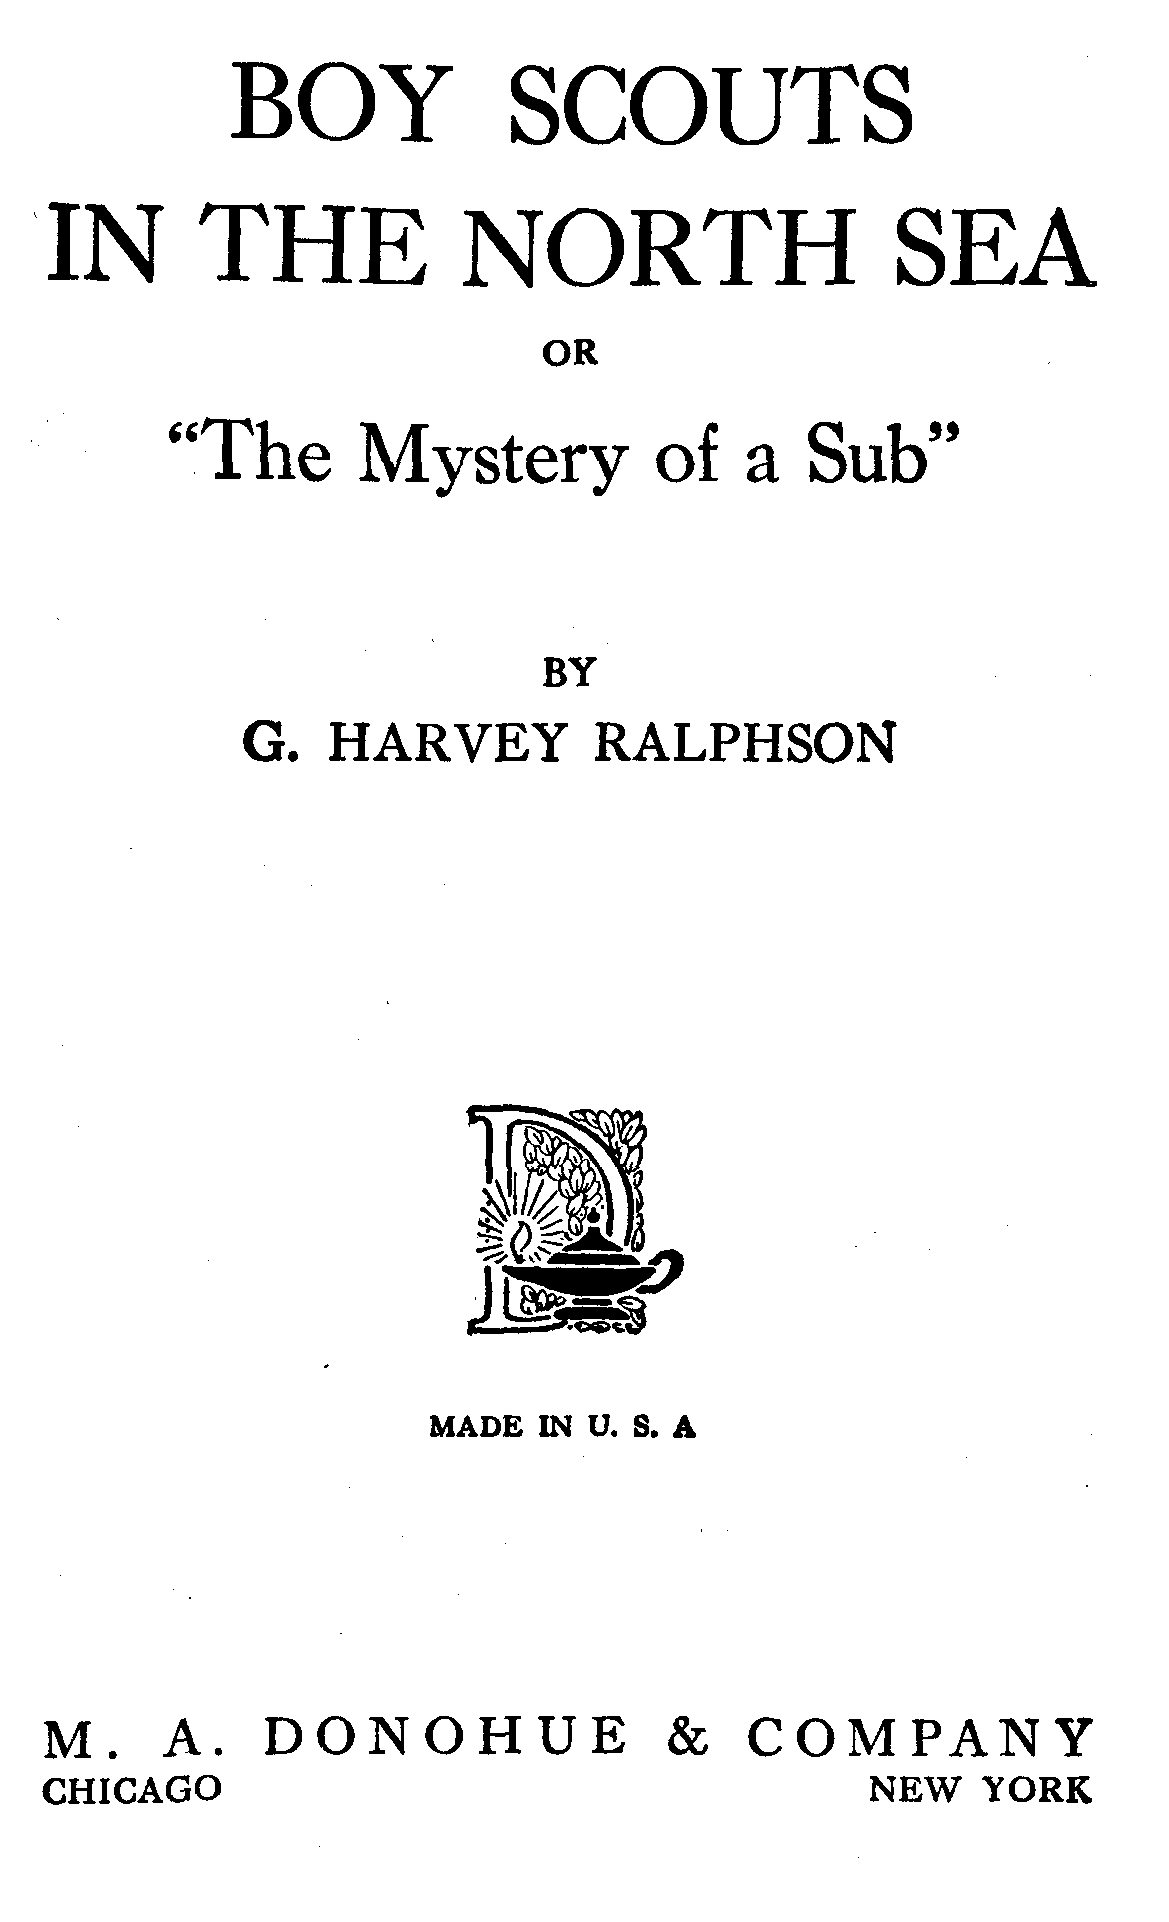 BOY SCOUTS
IN THE NORTH SEA
OR
“The Mystery of a Sub”
BY
G. HARVEY RALPHSON
D
MADE IN U. S. A
M. A. DONOHUE & COMPANY
CHICAGO NEW YORK